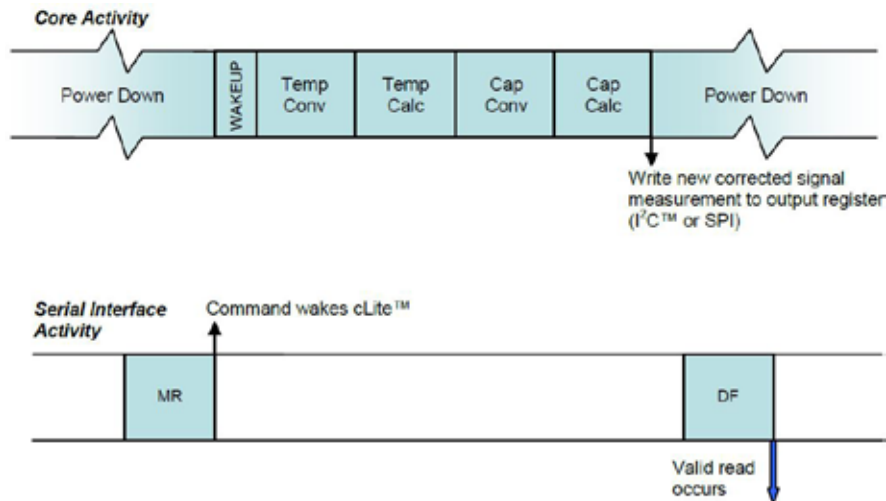 Core Activity
Power Down
WAKEUP
Temp
Conv
Temp
Calc
Cap
Conv
Cap
Calc
Power Down
Write new corrected signal
measurement to output register
(I²C™ or SPI)
Serial Interface
Activity
Command wakes cLite™
MR
DF
Valid read
occurs